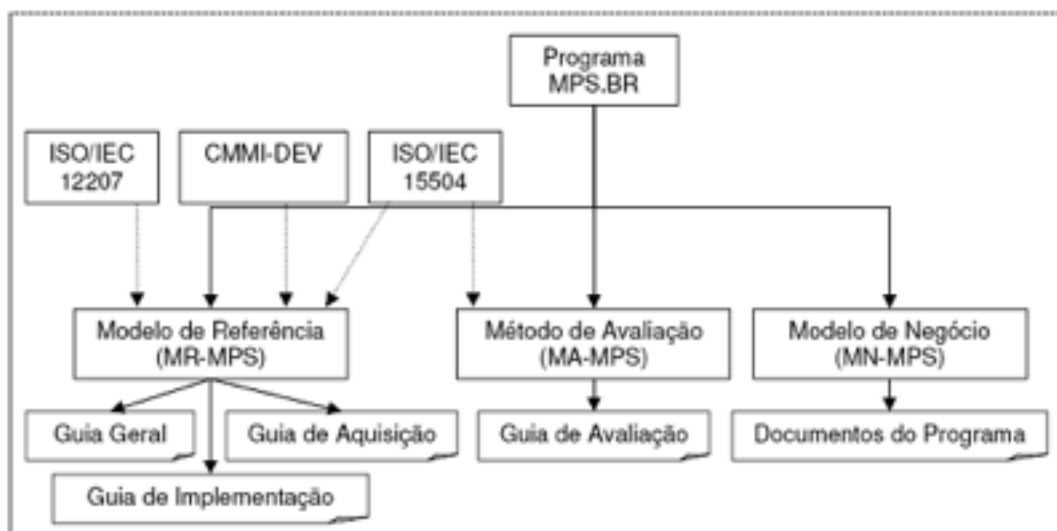 Programa
MPS.BR
ISO/IEC
12207
CMMI-DEV
ISO/IEC
15504
Modelo de Referência
(MR-MPS)
Método de Avaliação
(MA-MPS)
Modelo de Negócio
(MN-MPS)
Guia Geral
Guia de Aquisição
Guia de Avaliação
Documentos do Programa
Guia de Implementação